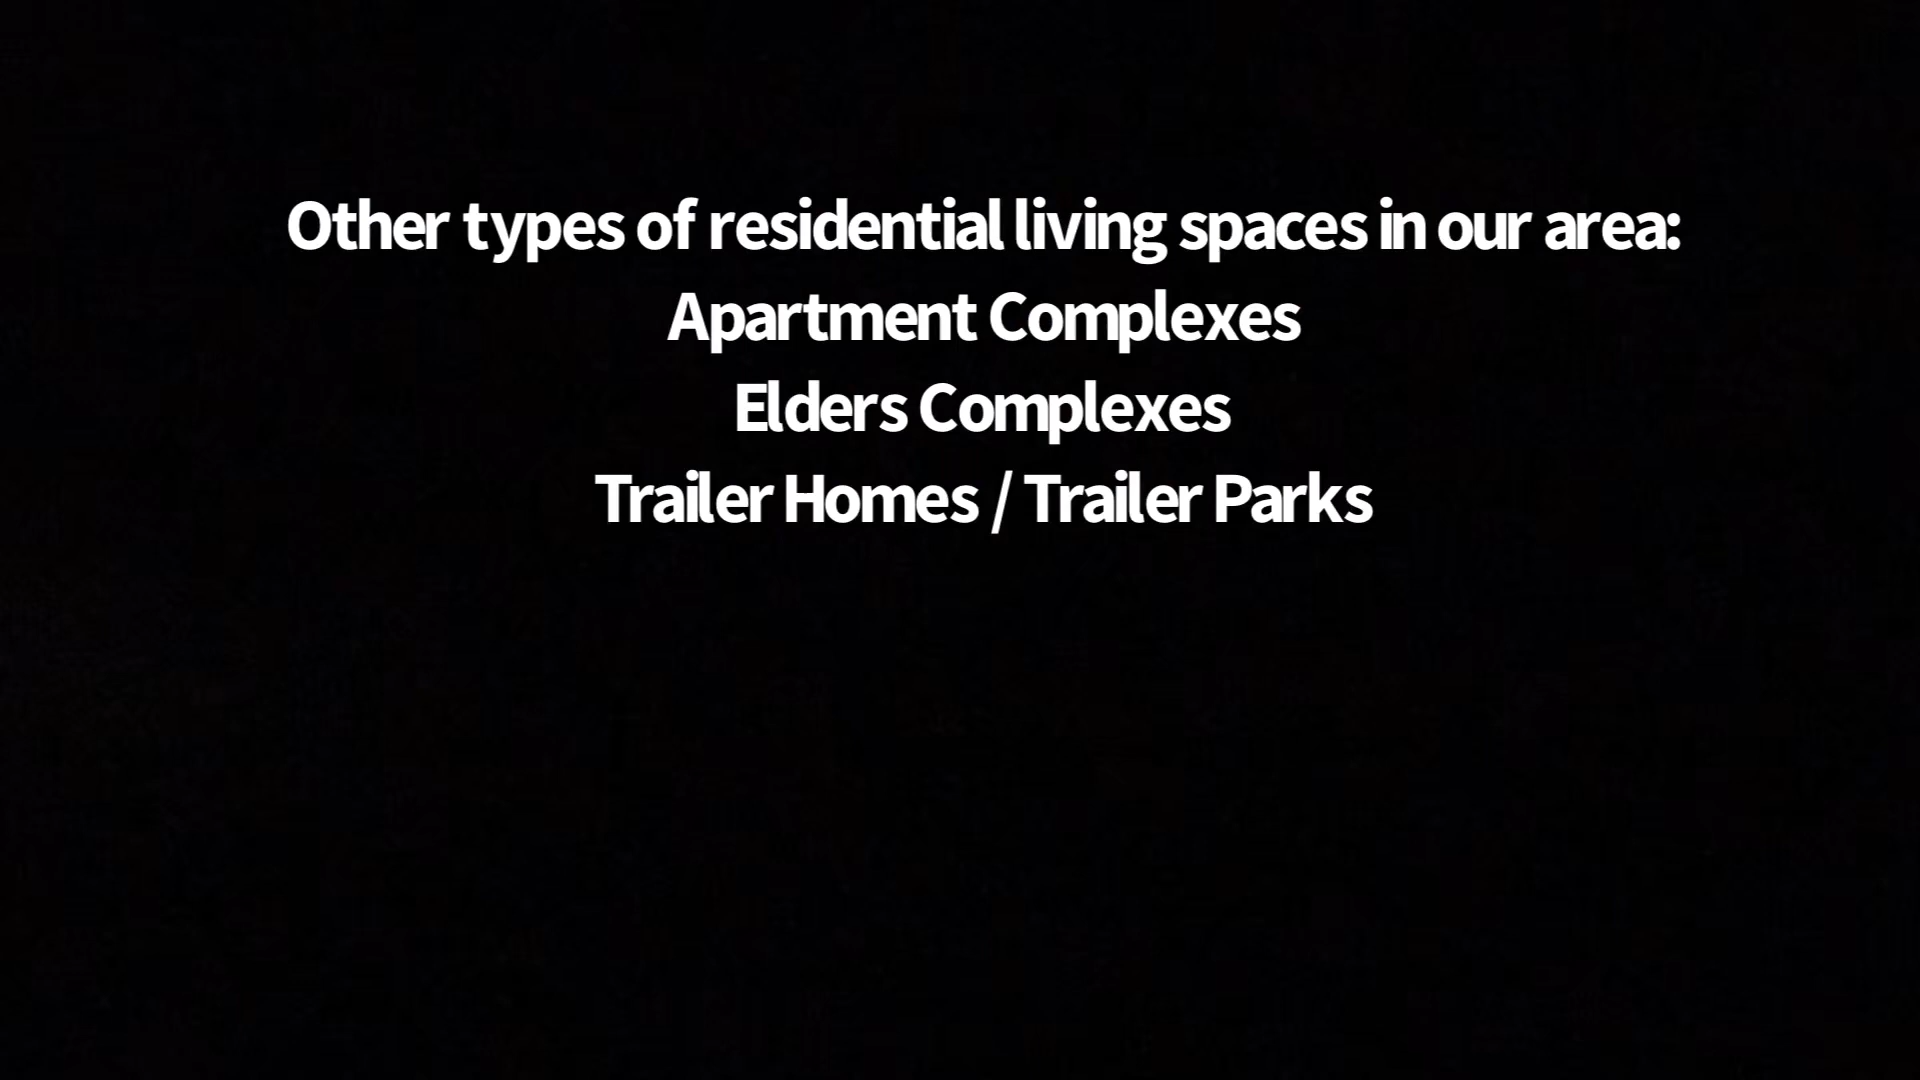 Other types of residential living spaces in our area:
Apartment Complexes
Elders Complexes
Trailer Homes / Trailer Parks